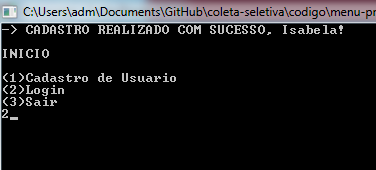 C:\Users\adm\Documents\GitHub\coleta-seletiva\codigo\menu-pr
-> CADASTRO REALIZADO COM SUCESSO, Isabela!
INICIO
(1)Cadastro de Usuario
(2)Login
(3)Sair
2_